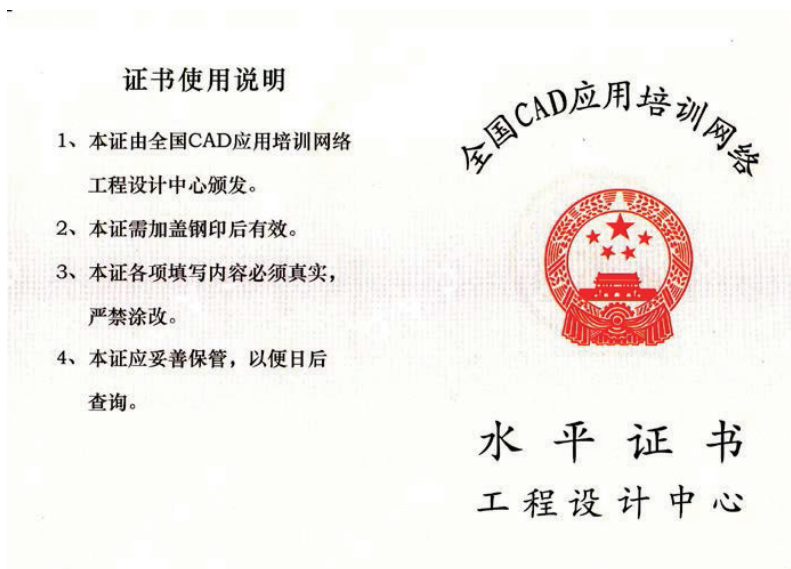 证书使用说明
1、本证由全国CAD应用培训网络
工程设计中心颁发。
2、本证需加盖钢印后有效。
3、本证各项填写内容必须真实，
严禁涂改。
4、本证应妥善保管，以便日后
查询。
全国CAD应用培训网络
水平证书
工程设计中心